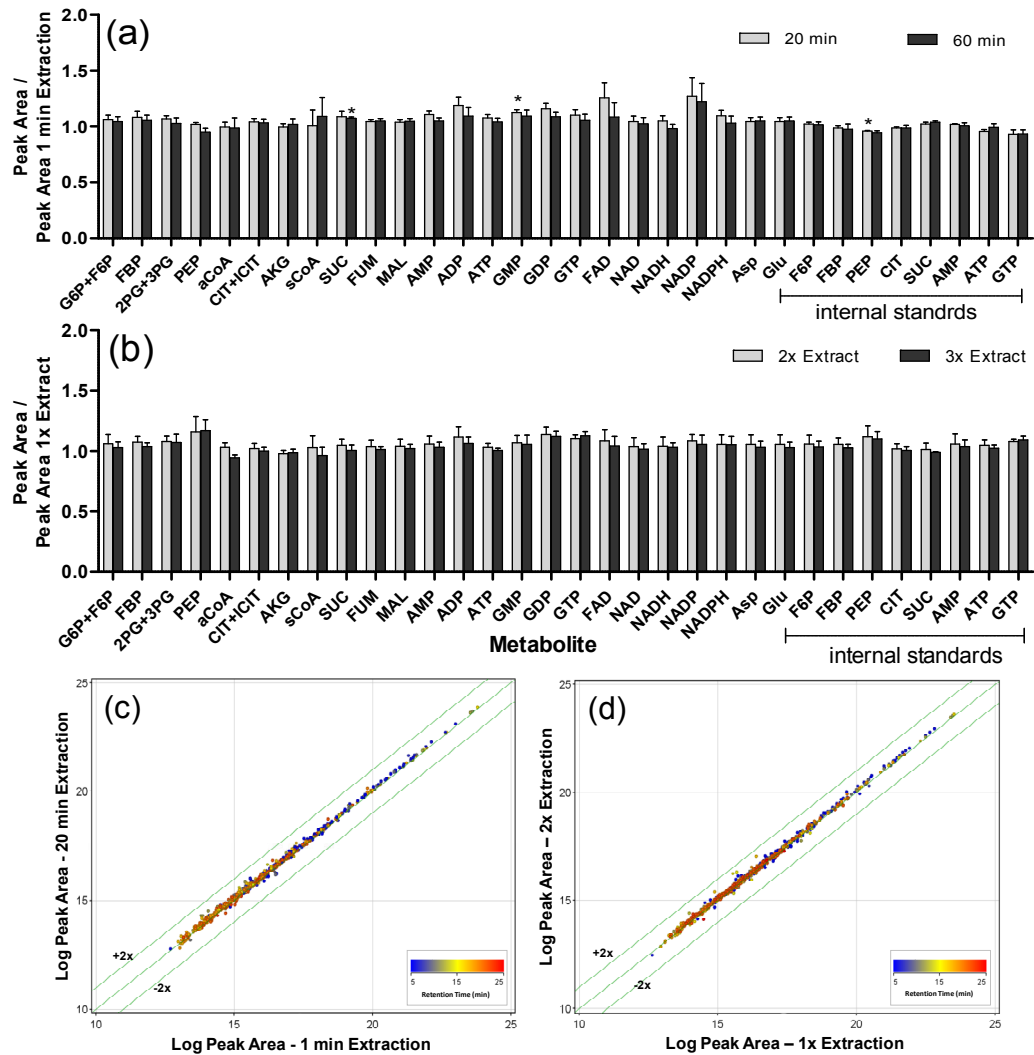 (a)
20 min
60 min
Peak Area /
Peak Area 1 min Extraction
2.0
1.5
1.0
0.5
0.0
*
*
*
G6P+F6P
FBP
2PG+3PG
PEP
aCoA
CIT+ICIT
AKG
sCoA
SUC
FUM
MAL
AMP
ADP
ATP
GMP
GDP
GTP
FAD
NAD
NADH
NADP
NADPH
Asp
Glu
F6P
FBP
PEP
CIT
SUC
AMP
ATP
GTP
internal standrds
(b)
2x Extract
3x Extract
Peak Area /
Peak Area 1x Extract
2.0
1.5
1.0
0.5
0.0
G6P+F6P
FBP
2PG+3PG
PEP
aCoA
CIT+ICIT
AKG
sCoA
SUC
FUM
MAL
AMP
ADP
ATP
GMP
GDP
GTP
FAD
NAD
NADH
NADP
NADPH
Asp
Glu
F6P
FBP
PEP
CIT
SUC
AMP
ATP
GTP
Metabolite
internal standards
(c)
Log Peak Area - 20 min Extraction
25
20
15
10
+2x
-2x
5
15
25
Retention Time (min)
10
15
20
25
Log Peak Area - 1 min Extraction
(d)
Log Peak Area – 2x Extraction
25
20
15
10
+2x
-2x
5
15
25
Retention Time (min)
10
15
20
25
Log Peak Area – 1x Extraction